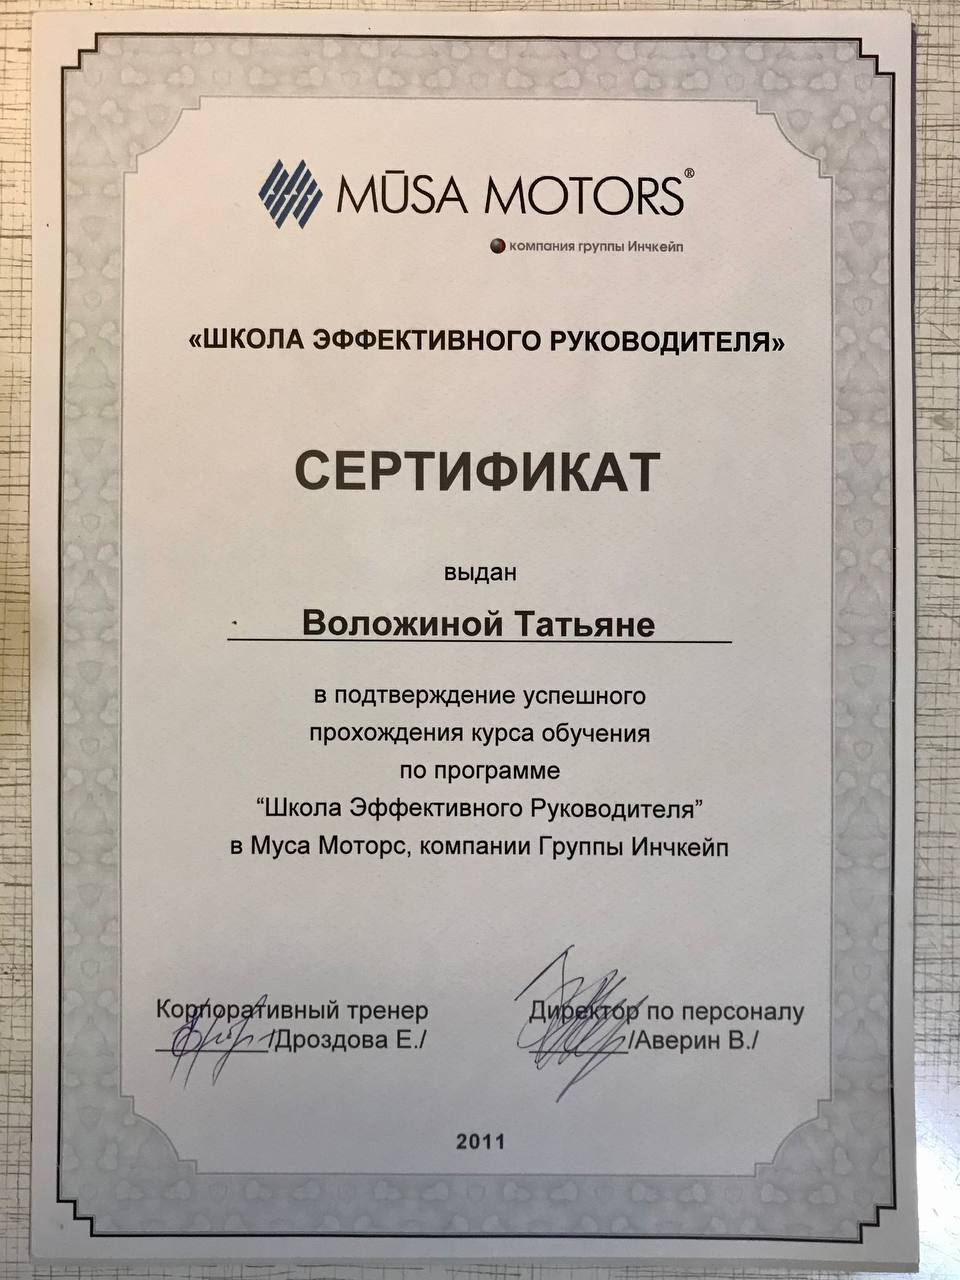 MŪSA MOTORS®
компания группы Инчкейп
«ШКОЛА ЭФФЕКТИВНОГО РУКОВОДИТЕЛЯ»
СЕРТИФИКАТ
выдан
Воложиной Татьяне
в подтверждение успешного
прохождения курса обучения
по программе
“Школа Эффективного Руководителя”
в Муса Моторс, компании Группы Инчкейп
Корпоративный тренер
/Дроздова Е./
Директор по персоналу
/Аверин В./
2011